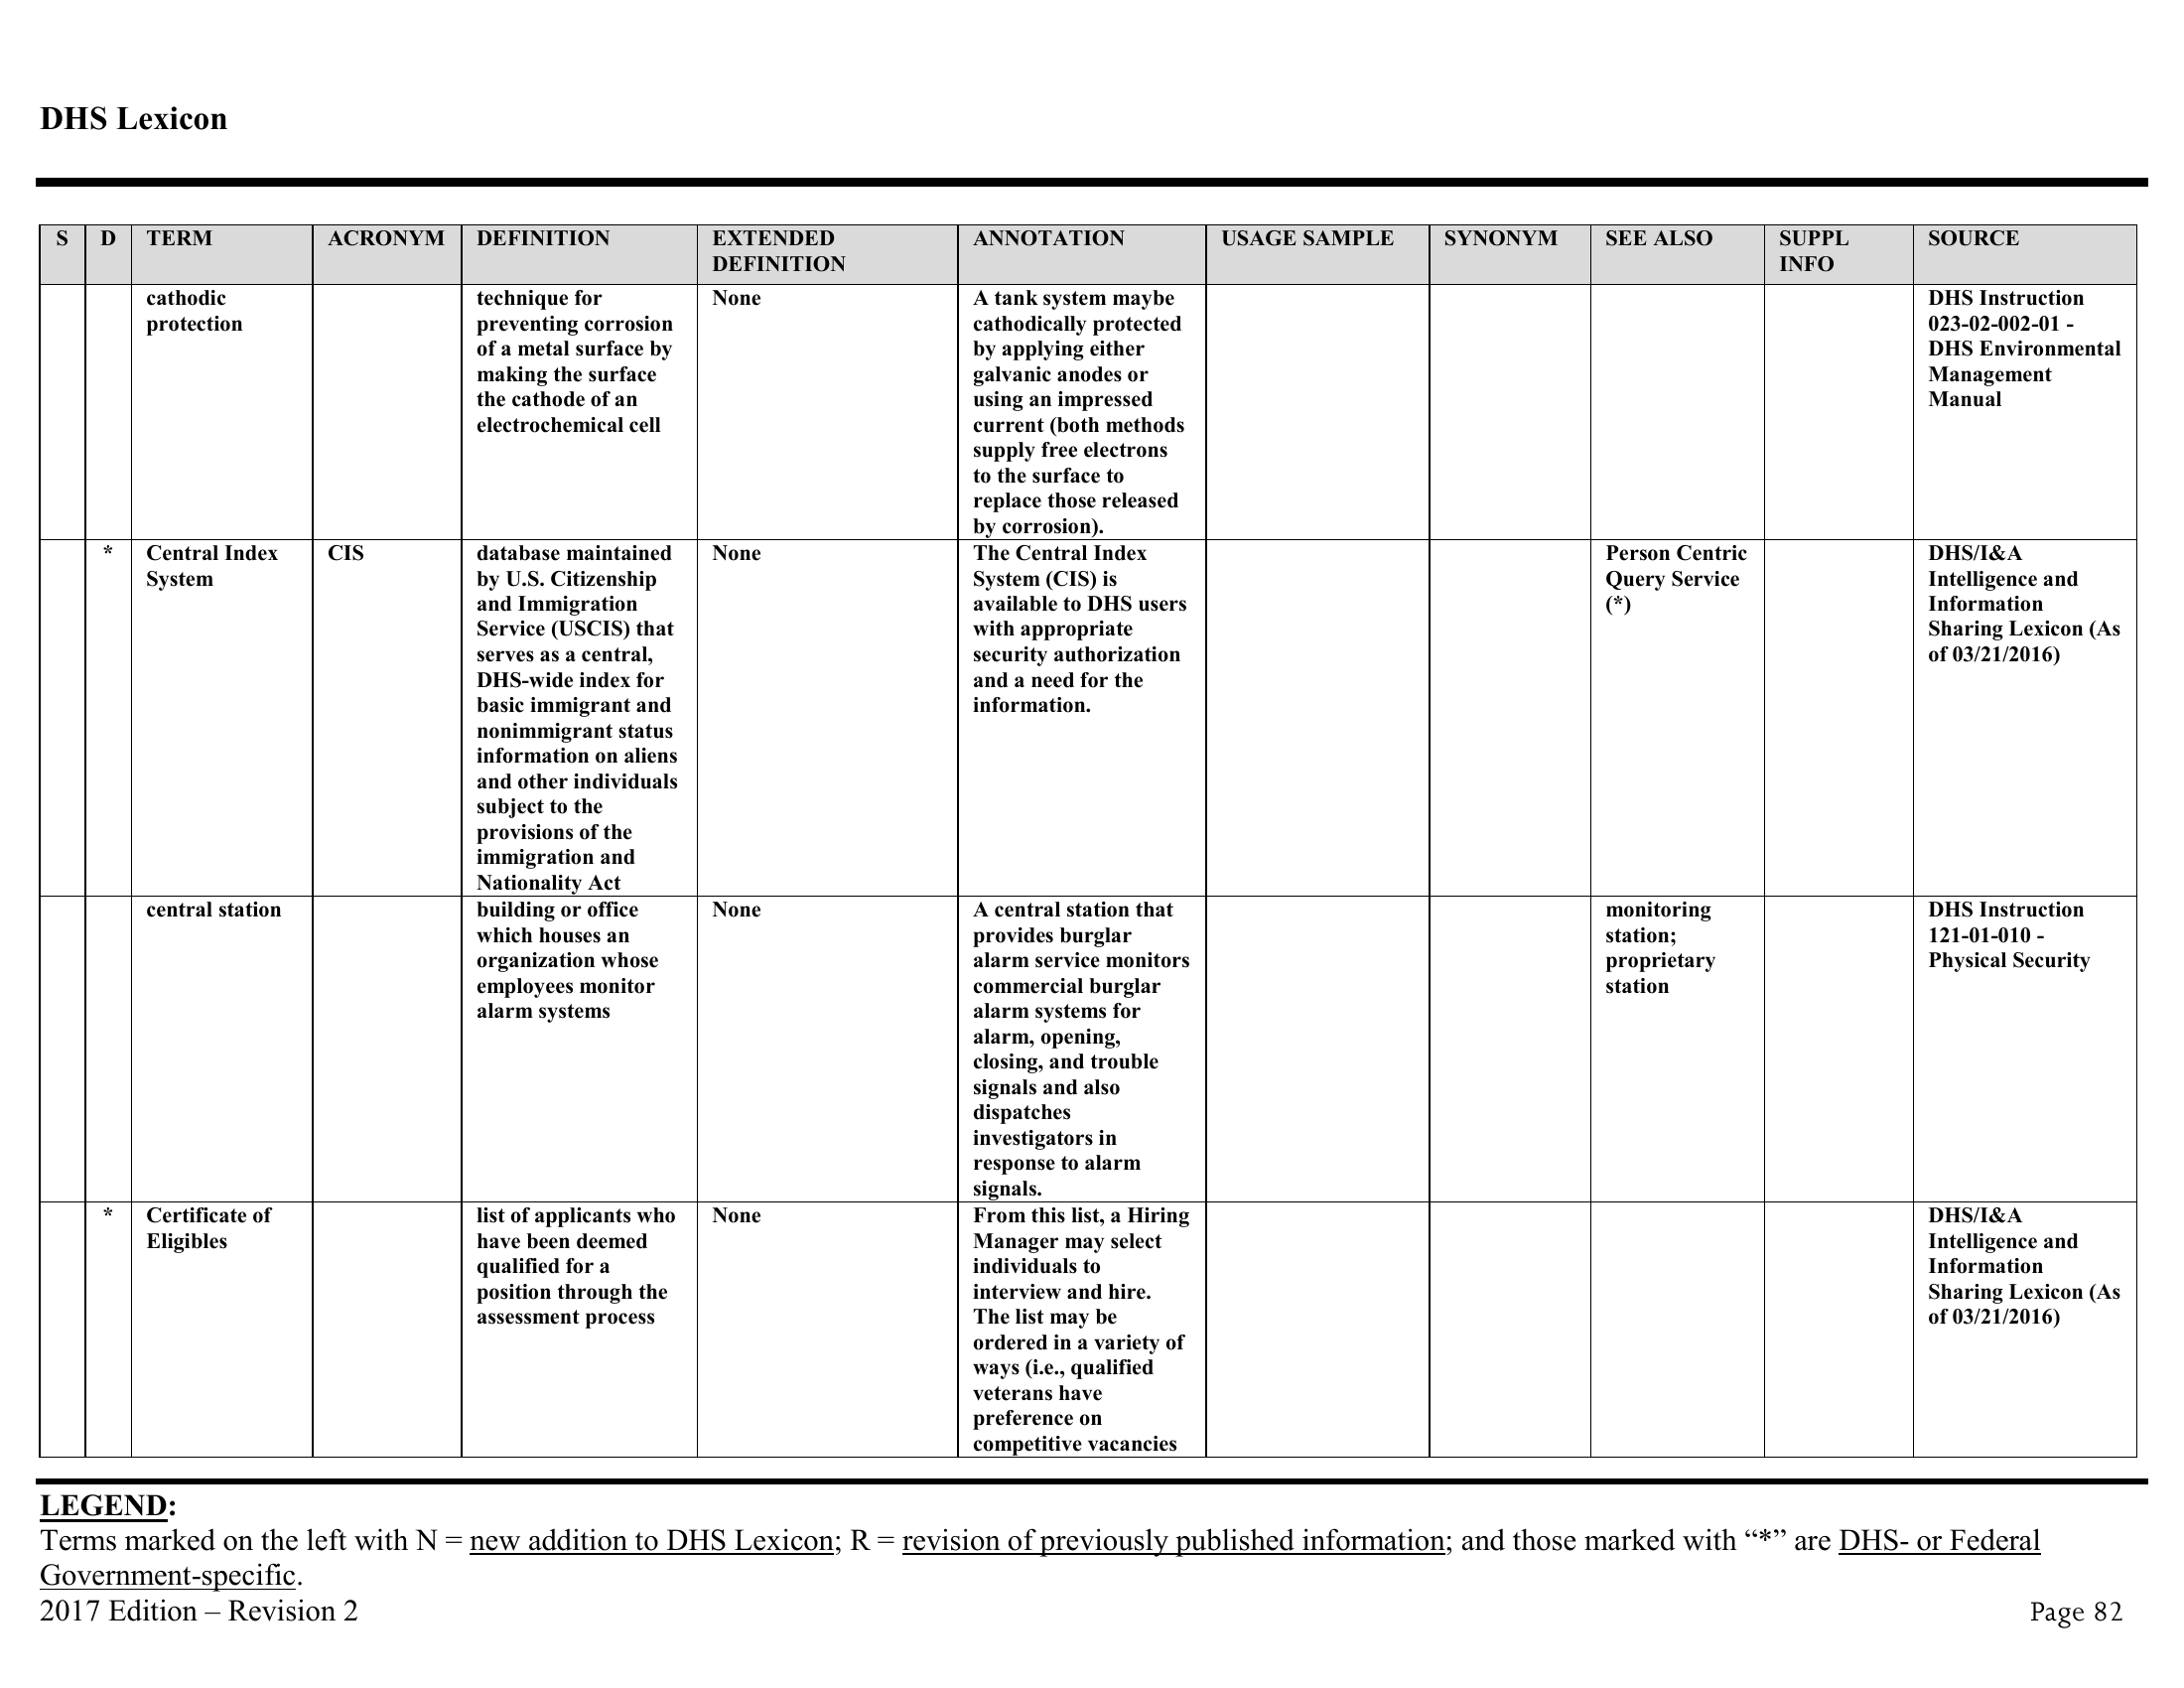 DHS Lexicon
S D TERM ACRONYM DEFINITION EXTENDED ANNOTATION USAGE SAMPLE SYNONYM SEE ALSO SUPPL SOURCE
DEFINITION INFO
cathodic
protection
technique for
preventing corrosion
of a metal surface by
making the surface
the cathode of an
electrochemical cell
None
A tank system maybe
cathodically protected
by applying either
galvanic anodes or
using an impressed
current (both methods
supply free electrons
to the surface to
replace those released
by corrosion).
DHS Instruction
023-02-002-01 -
DHS Environmental
Management
Manual
*
Central Index
System
CIS
database maintained
by U.S. Citizenship
and Immigration
Service (USCIS) that
serves as a central,
DHS-wide index for
basic immigrant and
nonimmigrant status
information on aliens
and other individuals
subject to the
provisions of the
immigration and
Nationality Act
None
The Central Index
System (CIS) is
available to DHS users
with appropriate
security authorization
and a need for the
information.
Person Centric
Query Service
(*)
DHS/I&A
Intelligence and
Information
Sharing Lexicon (As
of 03/21/2016)
central station
building or office
which houses an
organization whose
employees monitor
alarm systems
None
A central station that
provides burglar
alarm service monitors
commercial burglar
alarm systems for
alarm, opening,
closing, and trouble
signals and also
dispatches
investigators in
response to alarm
signals.
monitoring
station;
proprietary
station
DHS Instruction
121-01-010 -
Physical Security
*
Certificate of
Eligibles
list of applicants who
have been deemed
qualified for a
position through the
assessment process
None
From this list, a Hiring
Manager may select
individuals to
interview and hire.
The list may be
ordered in a variety of
ways (i.e., qualified
veterans have
preference on
competitive vacancies
DHS/I&A
Intelligence and
Information
Sharing Lexicon (As
of 03/21/2016)
LEGEND:
Terms marked on the left with N = new addition to DHS Lexicon; R = revision of previously published information; and those marked with “*” are DHS- or Federal
Government-specific.
2017 Edition – Revision 2 Page 82